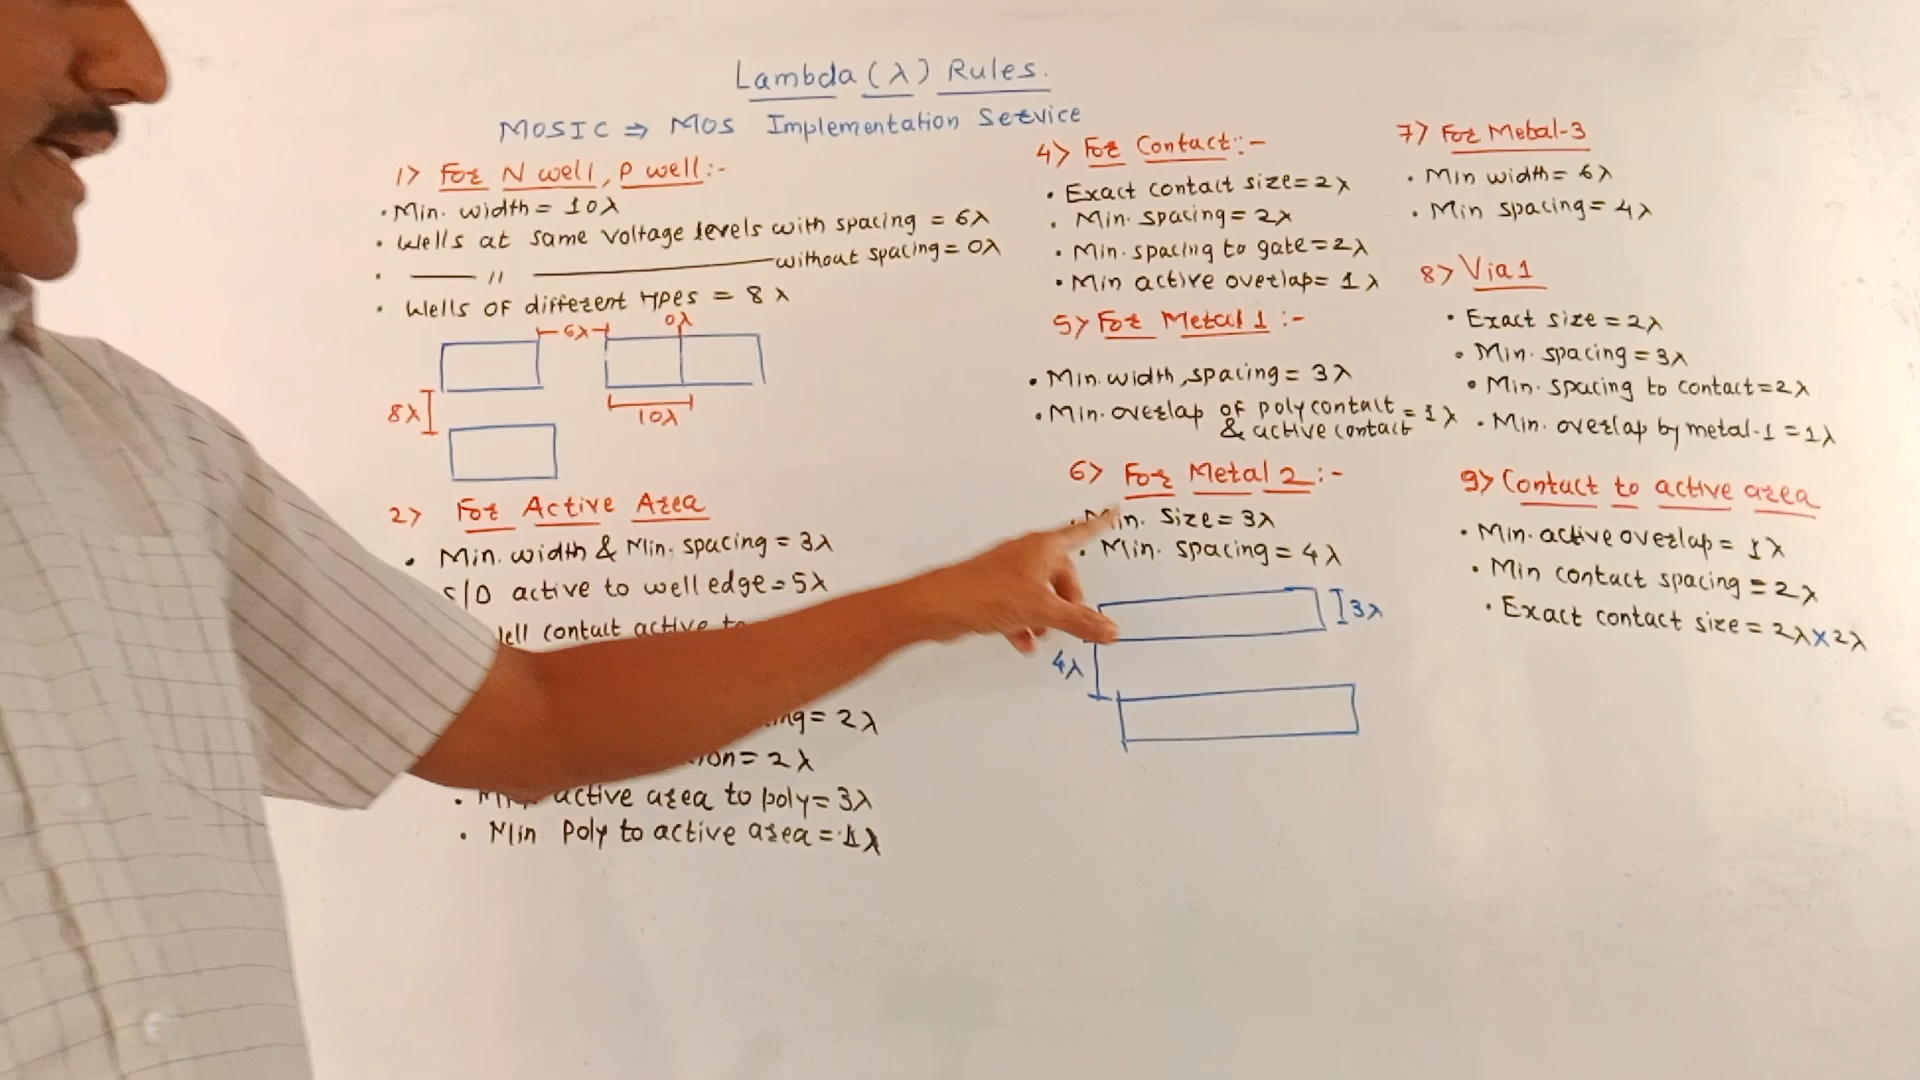 Lambda (λ) Rules.
MOSIC ⇒ MOS Implementation Service
1> For N well, P well:-
• Min. width = 10λ
• Wells at same voltage levels with spacing = 6λ
• —— 〃 —————— without spacing = 0λ
• Wells of different types = 8λ
6λ
0λ
8λ
10λ
2> For Active Area
• Min. width & Min. spacing = 3λ
S/D active to well edge = 5λ
contact active
= 2λ
= 2λ
• active area to poly = 3λ
• Min Poly to active area = 1λ
4> For Contact:-
• Exact contact size = 2λ
• Min. spacing = 2λ
• Min. spacing to gate = 2λ
• Min active overlap = 1λ
5> For Metal 1 :-
• Min. width, spacing = 3λ
• Min. overlap of poly contact = 1λ
& active contact
6> For Metal 2 :-
• Min. Size = 3λ
• Min. spacing = 4λ
3λ
4λ
7> For Metal-3
• Min width = 6λ
• Min spacing = 4λ
8> Via 1
• Exact size = 2λ
• Min. spacing = 3λ
• Min. spacing to contact = 2λ
• Min. overlap by metal-1 = 1λ
9> Contact to active area
• Min. active overlap = 1λ
• Min contact spacing = 2λ
• Exact contact size = 2λ x 2λ